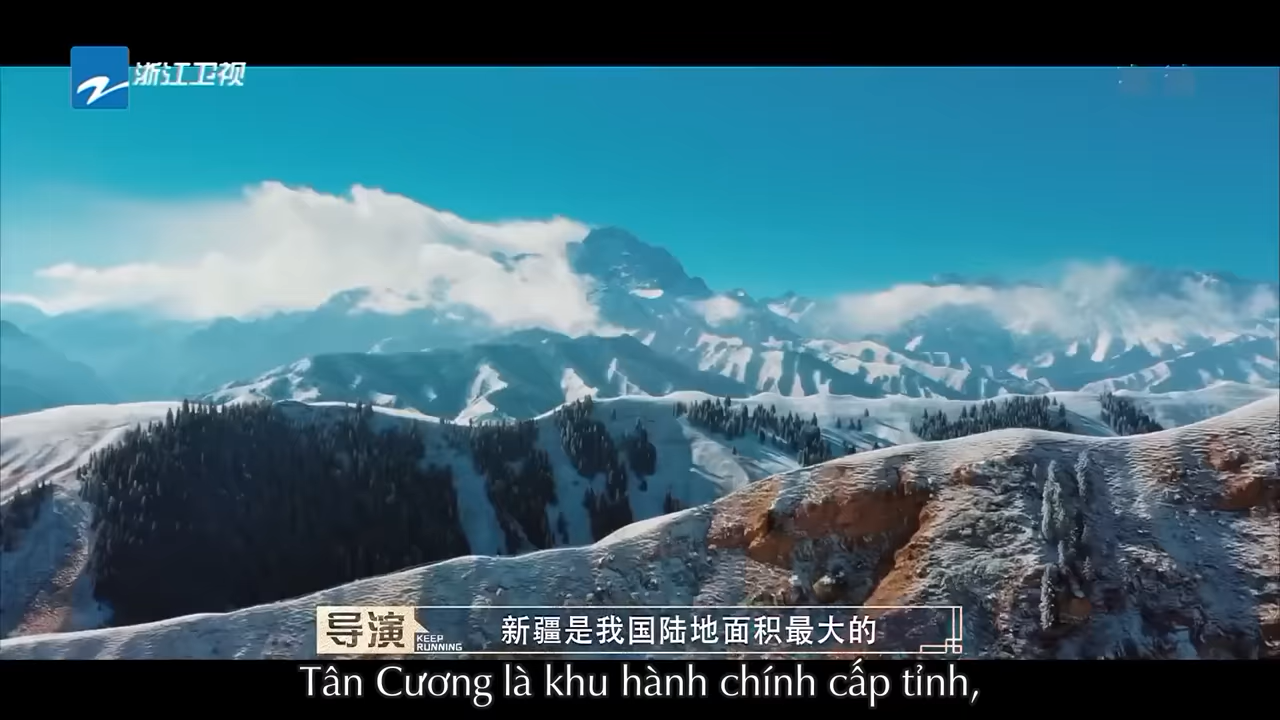 浙江卫视
导演
KEEP
RUNNING
新疆是我国陆地面积最大的
Tân Cương là khu hành chính cấp tỉnh,